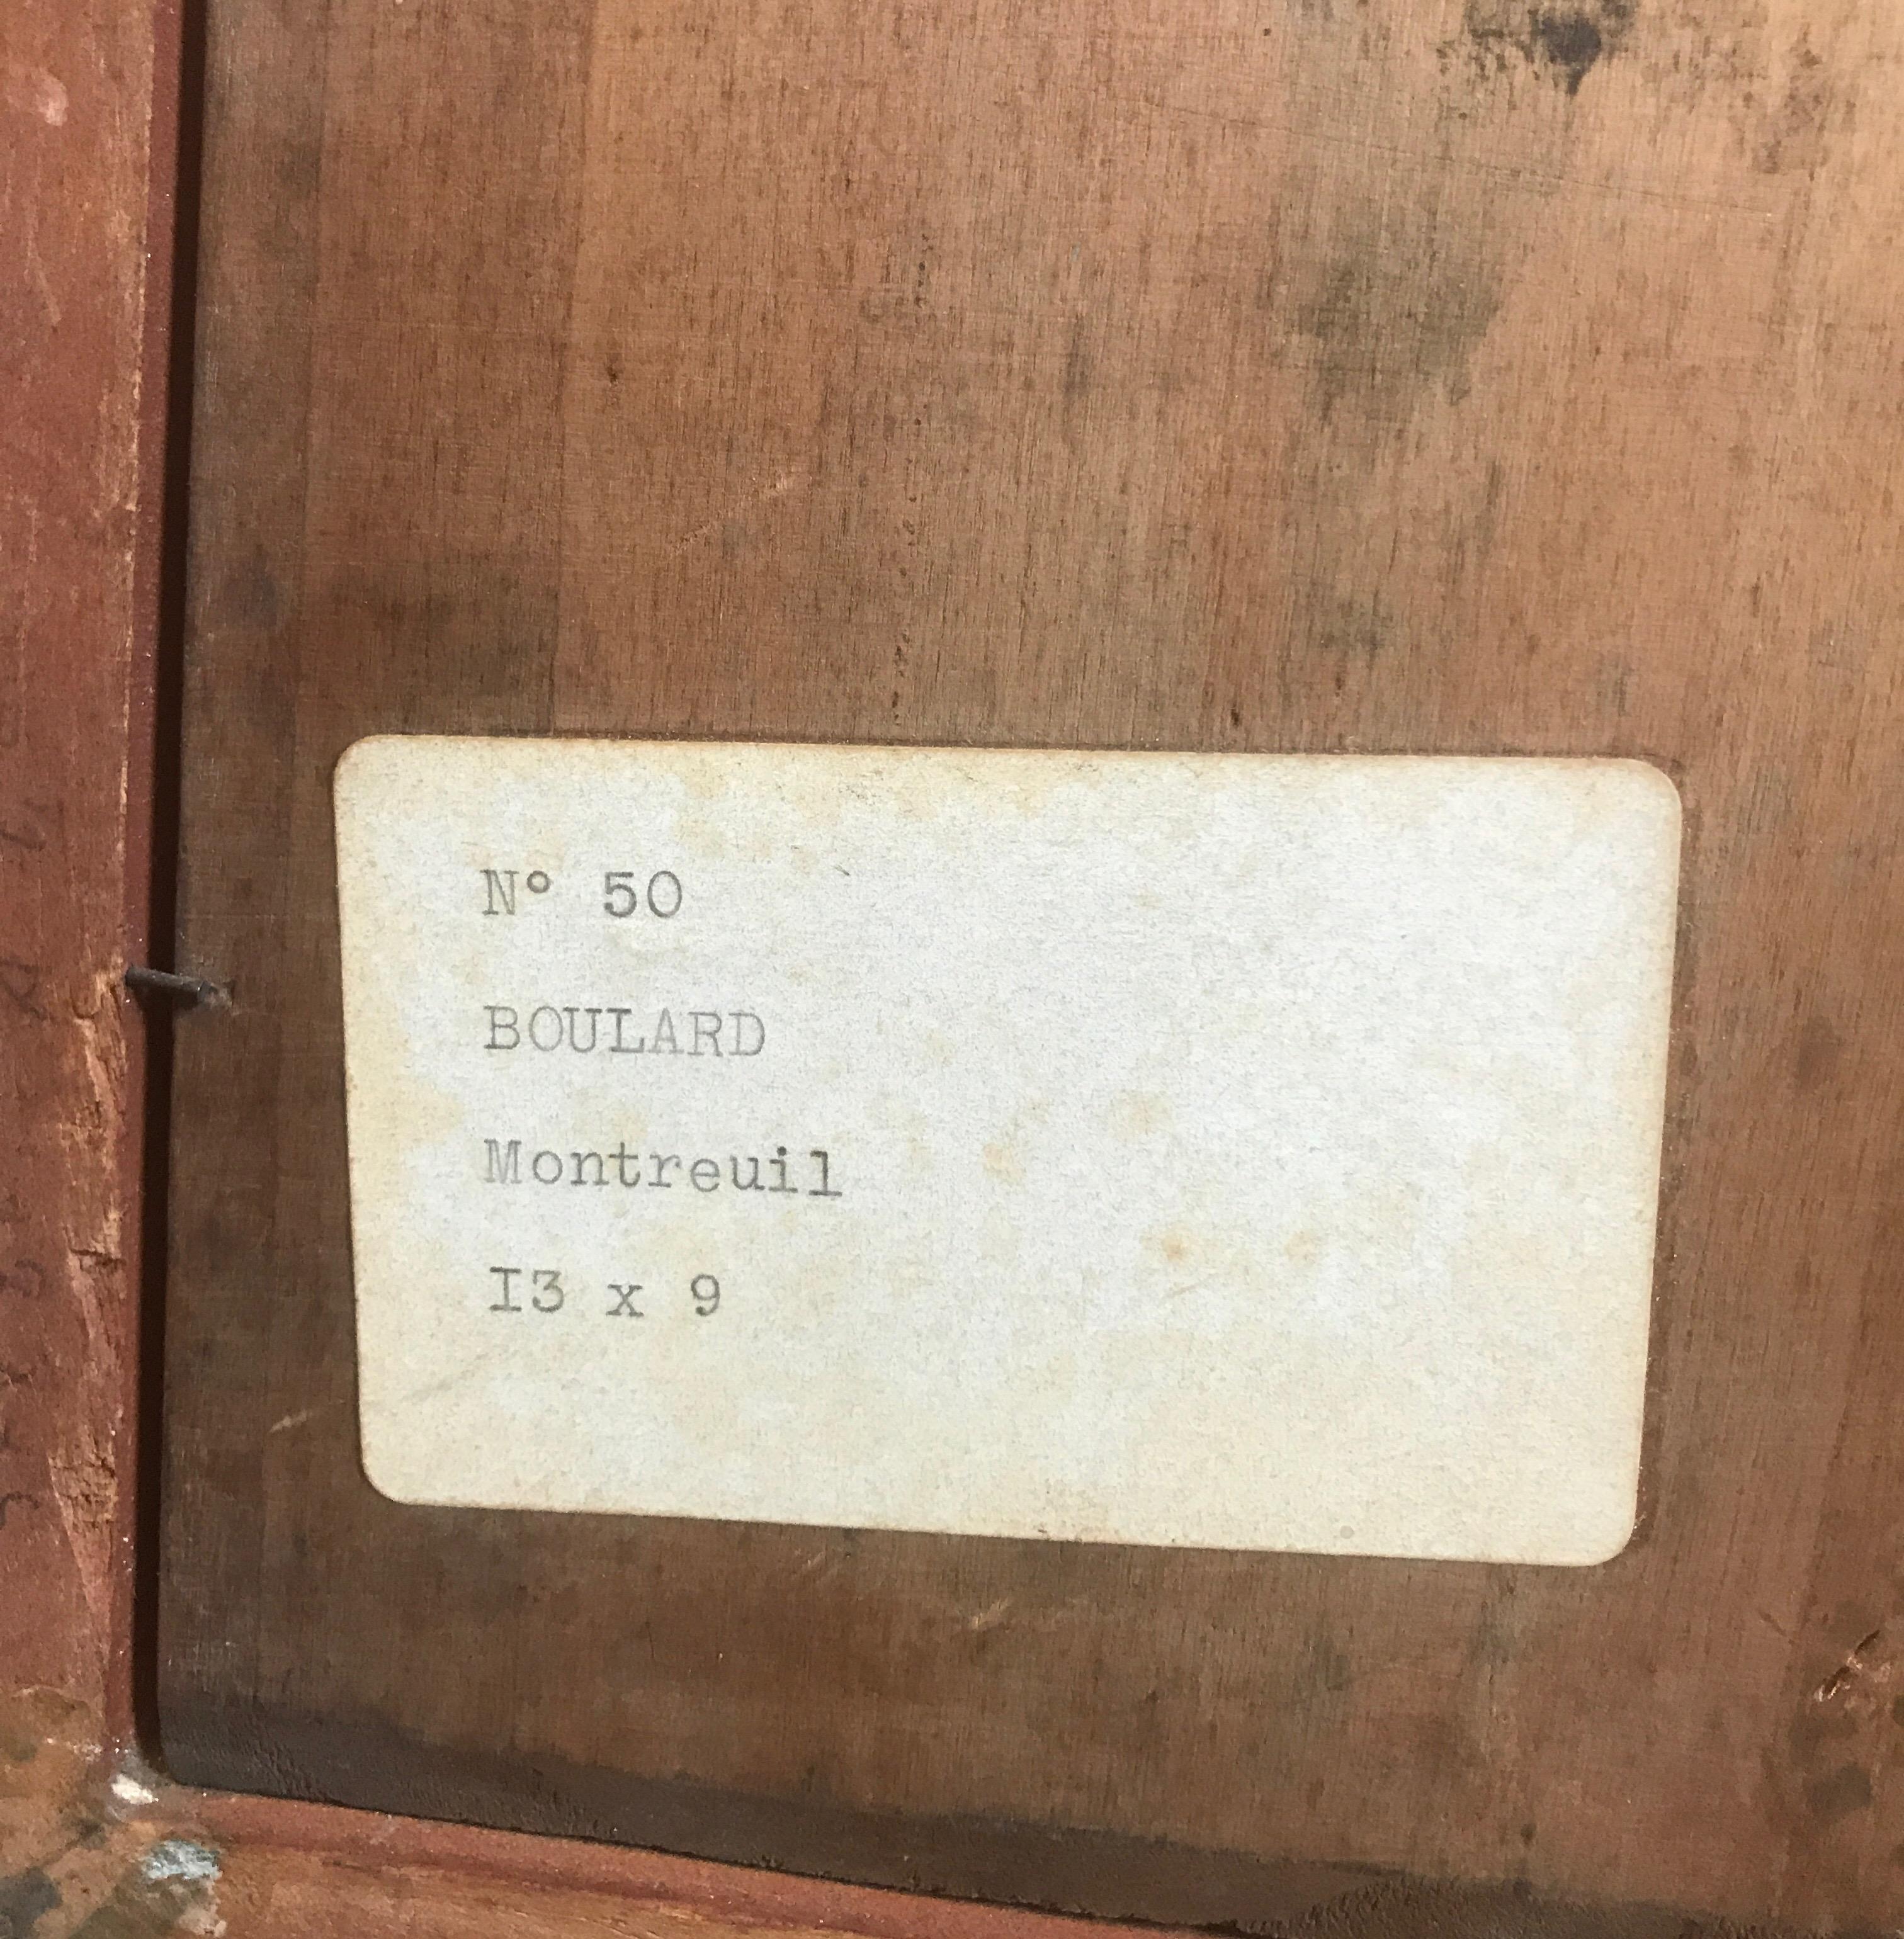 N° 50
BOULARD
Montreuil
I3 x 9